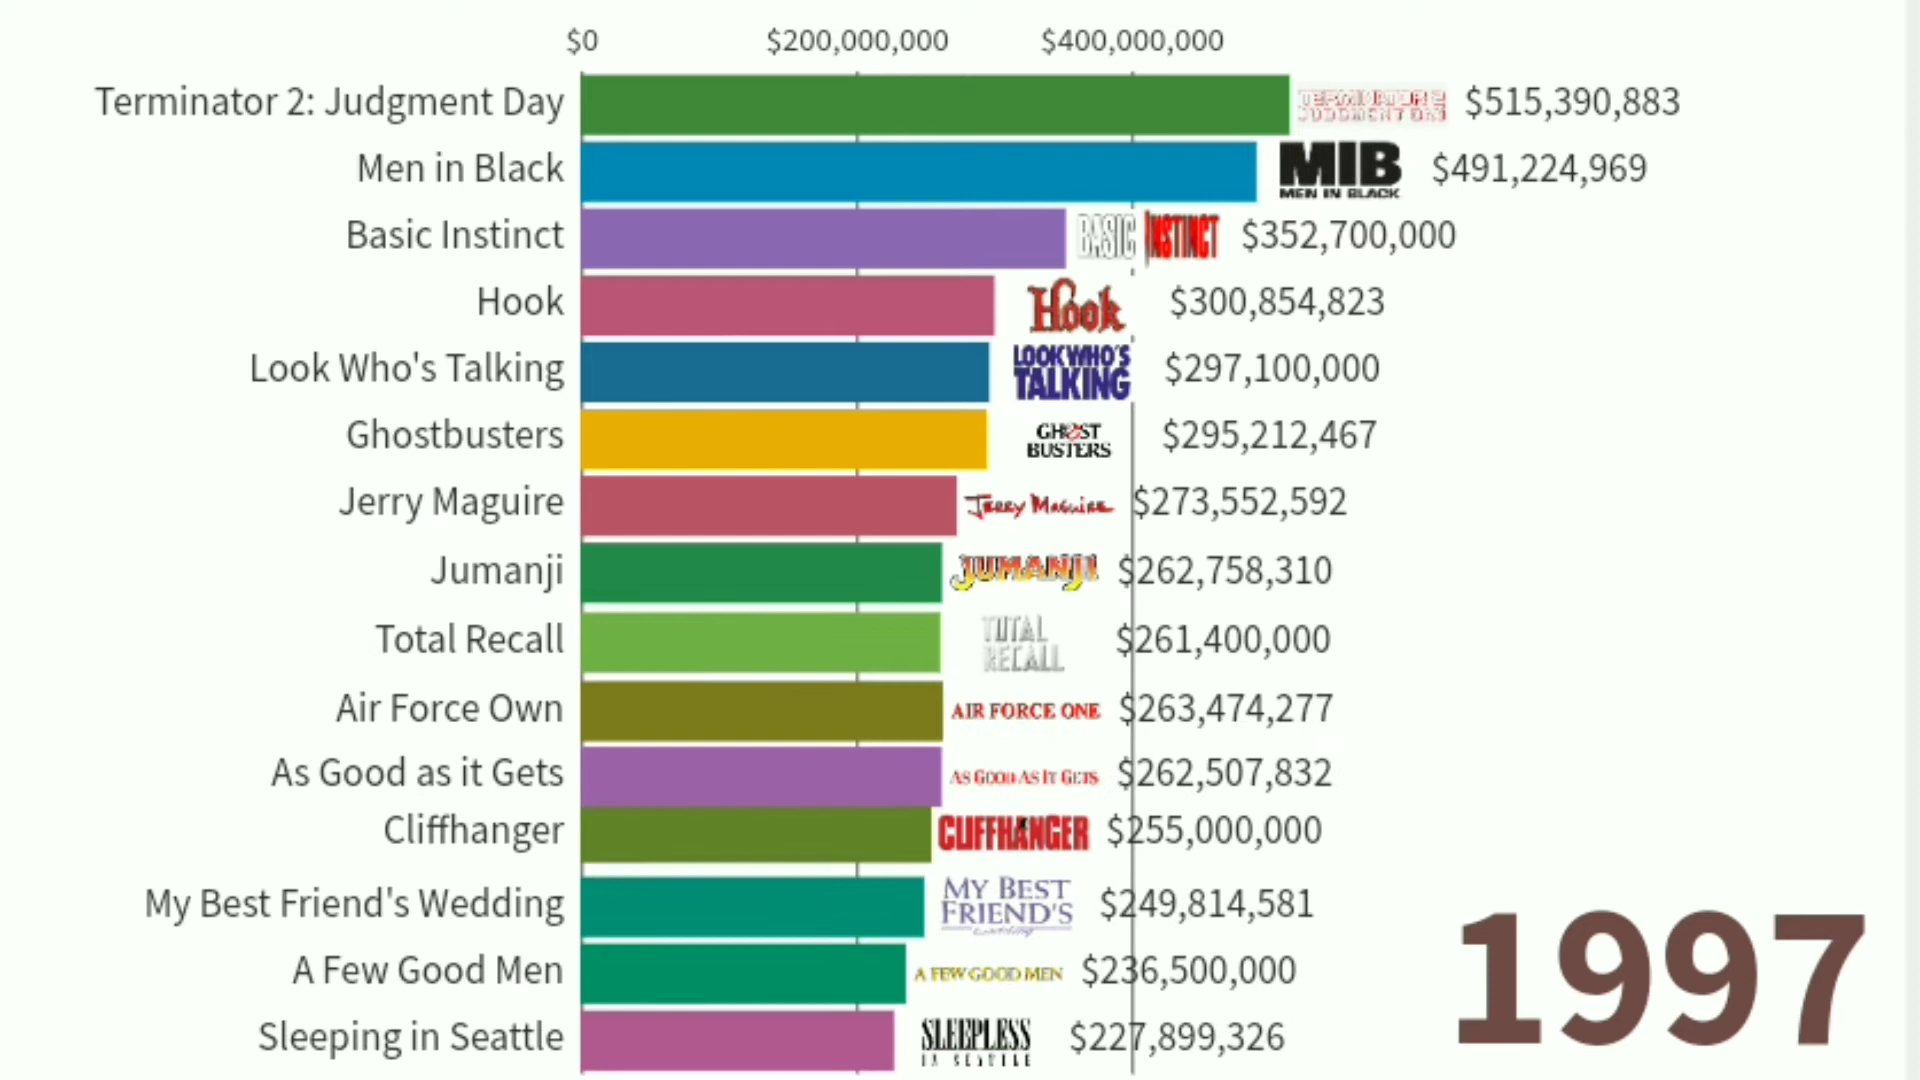 $0 $200,000,000 $400,000,000
Terminator 2: Judgment Day TERMINATOR 2 JUDGMENT DAY $515,390,883
Men in Black MIB MEN IN BLACK $491,224,969
Basic Instinct BASIC INSTINCT $352,700,000
Hook Hook $300,854,823
Look Who's Talking LOOK WHO'S TALKING $297,100,000
Ghostbusters GHOSTBUSTERS $295,212,467
Jerry Maguire Jerry Maguire $273,552,592
Jumanji JUMANJI $262,758,310
Total Recall TOTAL RECALL $261,400,000
Air Force Own AIR FORCE ONE $263,474,277
As Good as it Gets AS GOOD AS IT GETS $262,507,832
Cliffhanger CLIFFHANGER $255,000,000
My Best Friend's Wedding MY BEST FRIEND'S wedding $249,814,581
A Few Good Men A FEW GOOD MEN $236,500,000
Sleeping in Seattle SLEEPLESS IN SEATTLE $227,899,326
1997